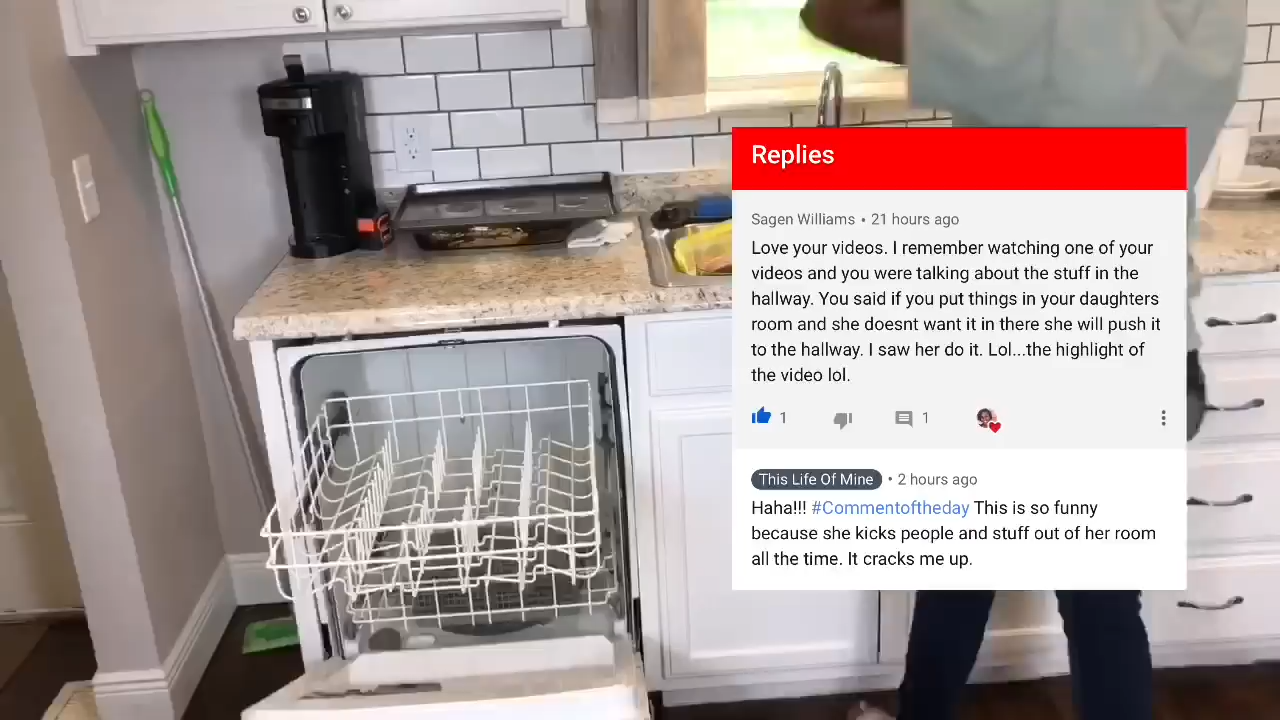 Replies
Sagen Williams • 21 hours ago
Love your videos. I remember watching one of your
videos and you were talking about the stuff in the
hallway. You said if you put things in your daughters
room and she doesnt want it in there she will push it
to the hallway. I saw her do it. Lol...the highlight of
the video lol.
1 1
This Life Of Mine • 2 hours ago
Haha!!! #Commentoftheday This is so funny
because she kicks people and stuff out of her room
all the time. It cracks me up.